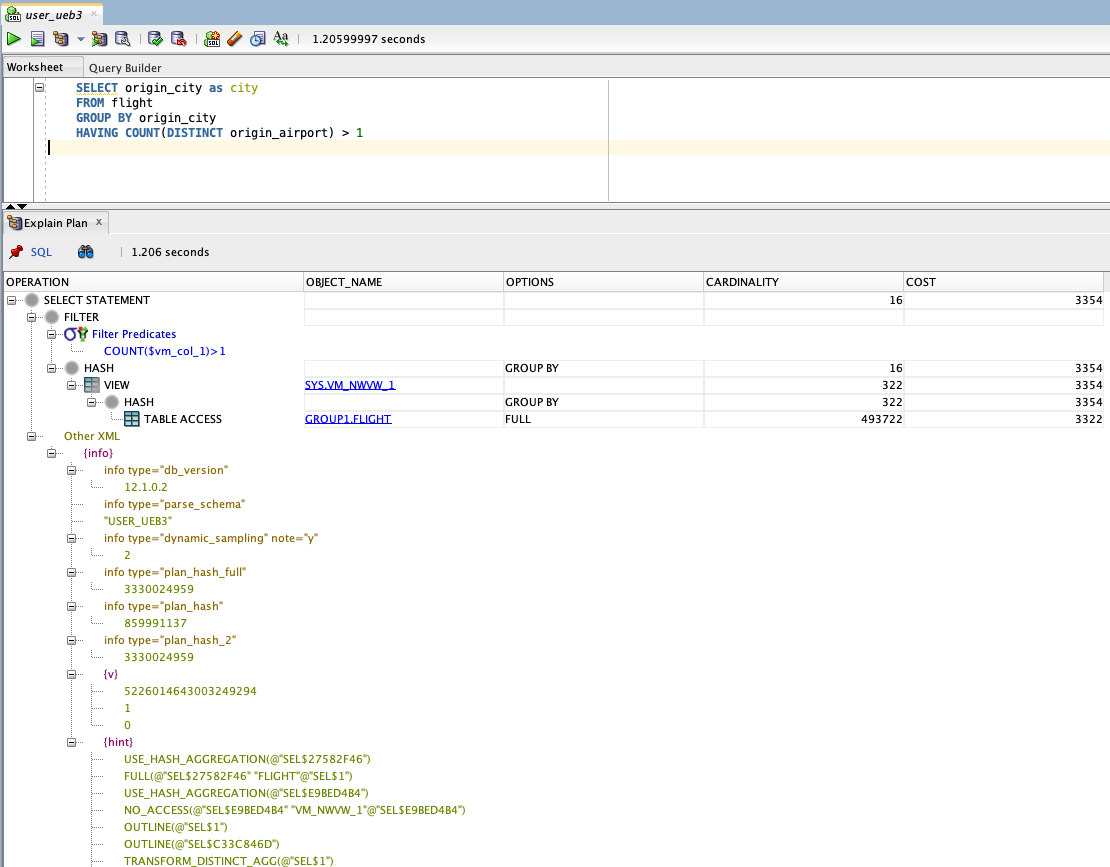 user_ueb3
1.20599997 seconds
Worksheet Query Builder
SELECT origin_city as city
FROM flight
GROUP BY origin_city
HAVING COUNT(DISTINCT origin_airport) > 1
Explain Plan x
SQL 1.206 seconds
OPERATION OBJECT_NAME OPTIONS CARDINALITY COST
SELECT STATEMENT 16 3354
FILTER
Filter Predicates
COUNT($vm_col_1)>1
HASH GROUP BY 16 3354
VIEW SYS.VM_NWVW_1 322 3354
HASH GROUP BY 322 3354
TABLE ACCESS GROUP1.FLIGHT FULL 493722 3322
Other XML
{info}
info type="db_version"
12.1.0.2
info type="parse_schema"
"USER_UEB3"
info type="dynamic_sampling" note="y"
2
info type="plan_hash_full"
3330024959
info type="plan_hash"
859991137
info type="plan_hash_2"
3330024959
{v}
5226014643003249294
1
0
{hint}
USE_HASH_AGGREGATION(@"SEL$27582F46")
FULL(@"SEL$27582F46" "FLIGHT"@"SEL$1")
USE_HASH_AGGREGATION(@"SEL$E9BED4B4")
NO_ACCESS(@"SEL$E9BED4B4" "VM_NWVW_1"@"SEL$E9BED4B4")
OUTLINE(@"SEL$1")
OUTLINE(@"SEL$C33C846D")
TRANSFORM_DISTINCT_AGG(@"SEL$1")